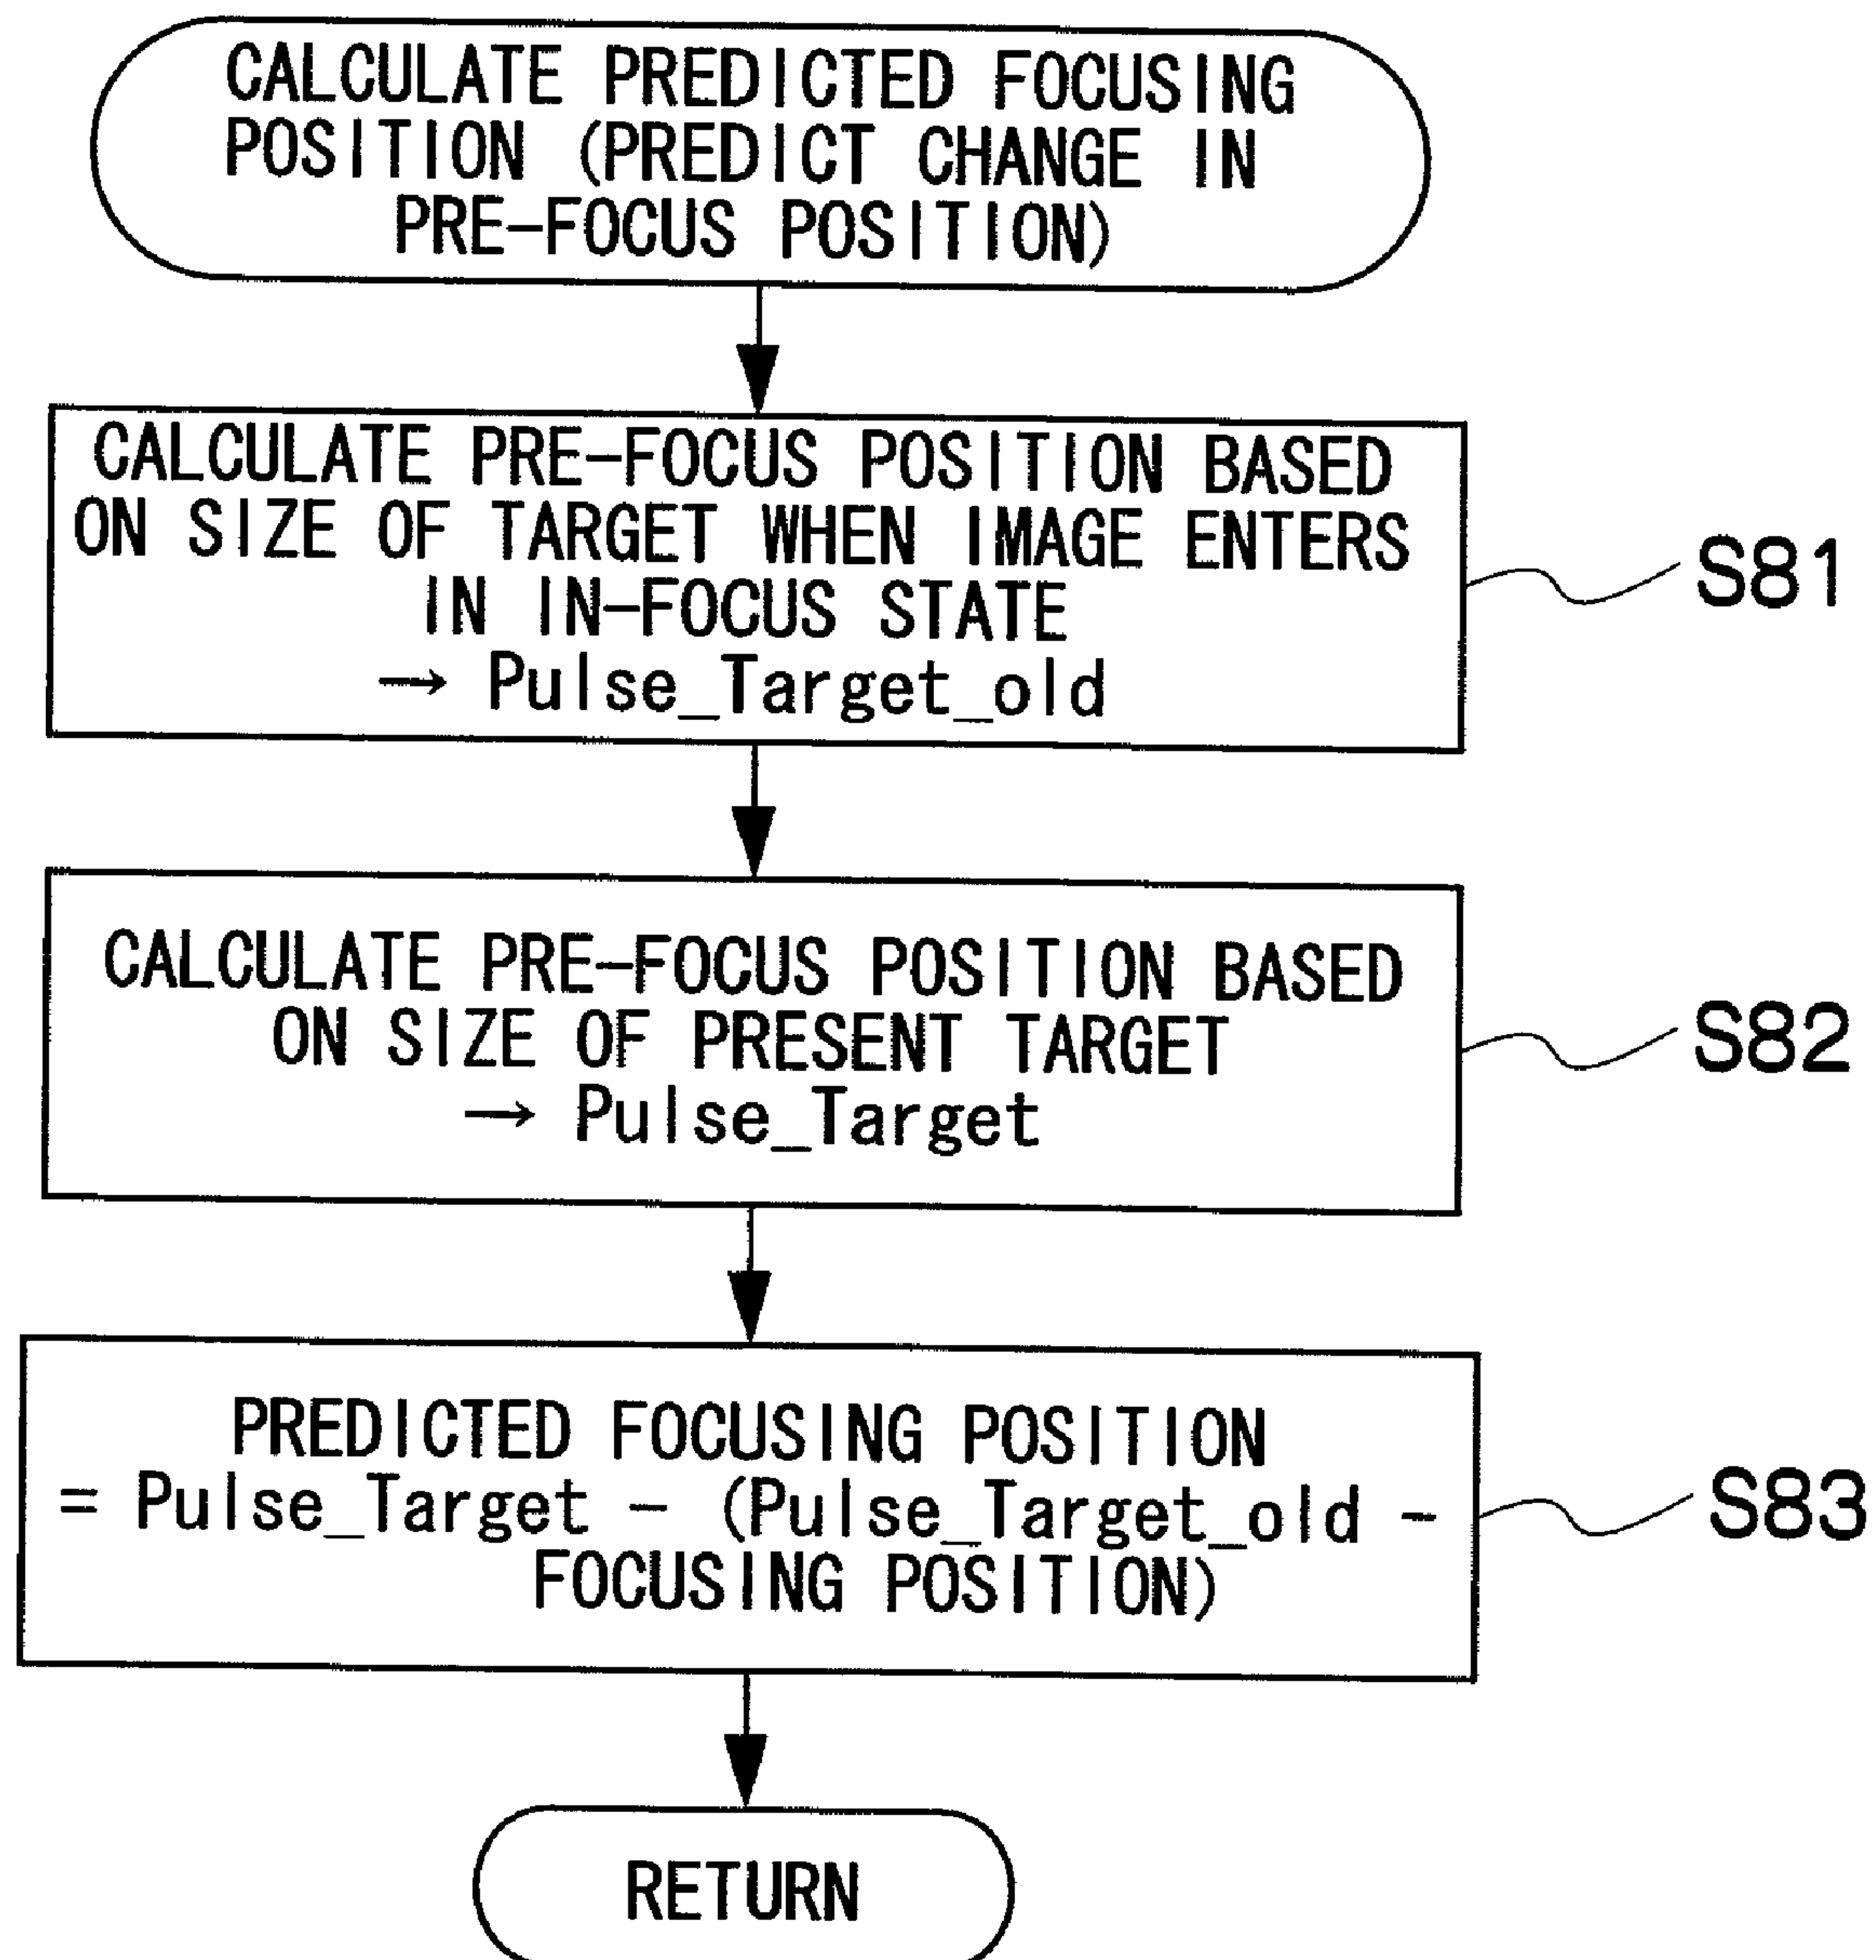 CALCULATE PREDICTED FOCUSING
POSITION (PREDICT CHANGE IN
PRE-FOCUS POSITION)
CALCULATE PRE-FOCUS POSITION BASED
ON SIZE OF TARGET WHEN IMAGE ENTERS
IN IN-FOCUS STATE
→ Pulse_Target_old
S81
CALCULATE PRE-FOCUS POSITION BASED
ON SIZE OF PRESENT TARGET
→ Pulse_Target
S82
PREDICTED FOCUSING POSITION
= Pulse_Target - (Pulse_Target_old -
FOCUSING POSITION)
S83
RETURN